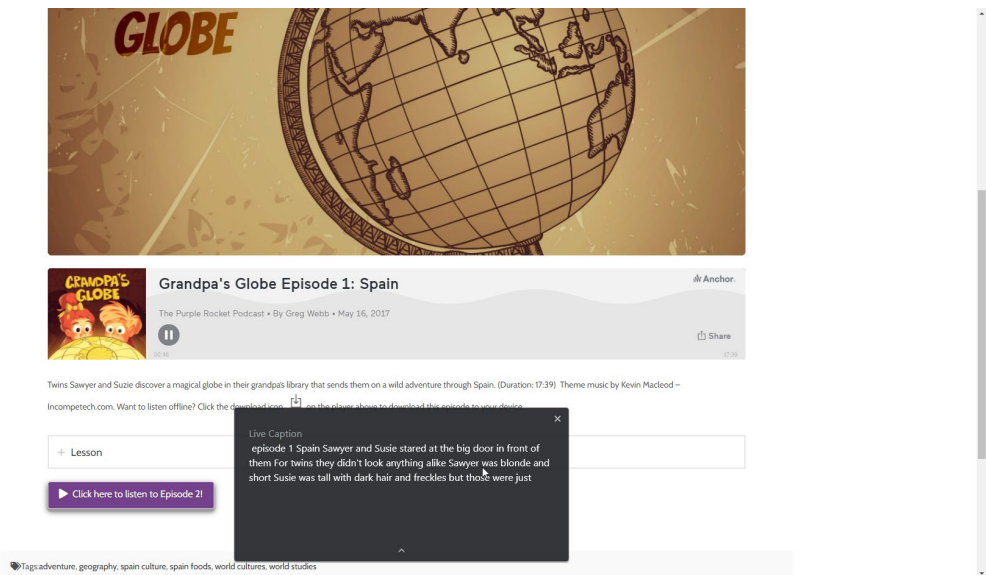 GLOBE
GRANDPA'S
GLOBE
Grandpa's Globe Episode 1: Spain
Anchor.
The Purple Rocket Podcast • By Greg Webb • May 16, 2017
Share
00:46
17:39
Twins Sawyer and Suzie discover a magical globe in their grandpa's library that sends them on a wild adventure through Spain. (Duration: 17:39) Theme music by Kevin Macleod –
Incompetech.com. Want to listen offline? Click the download icon on the player above to download this episode to your device.
+ Lesson
Live Caption
episode 1 Spain Sawyer and Susie stared at the big door in front of
them For twins they didn't look anything alike Sawyer was blonde and
short Susie was tall with dark hair and freckles but those were just
Click here to listen to Episode 2!
Tags:adventure, geography, spain culture, spain foods, world cultures, world studies